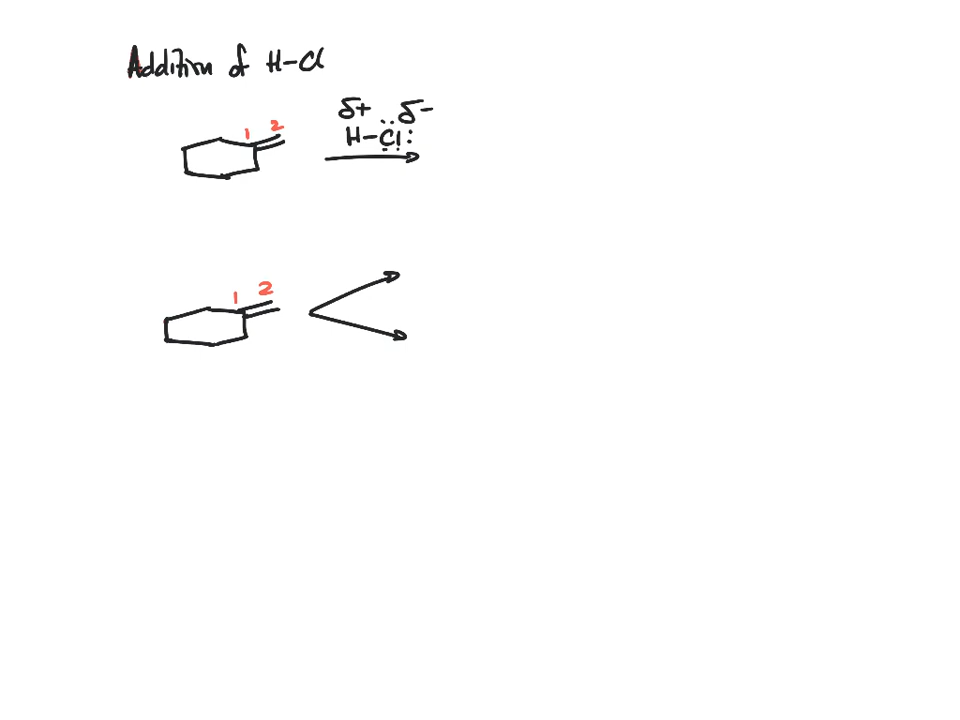 Addition of H-Cl
δ+ δ-
1 2
H-Cl
1 2